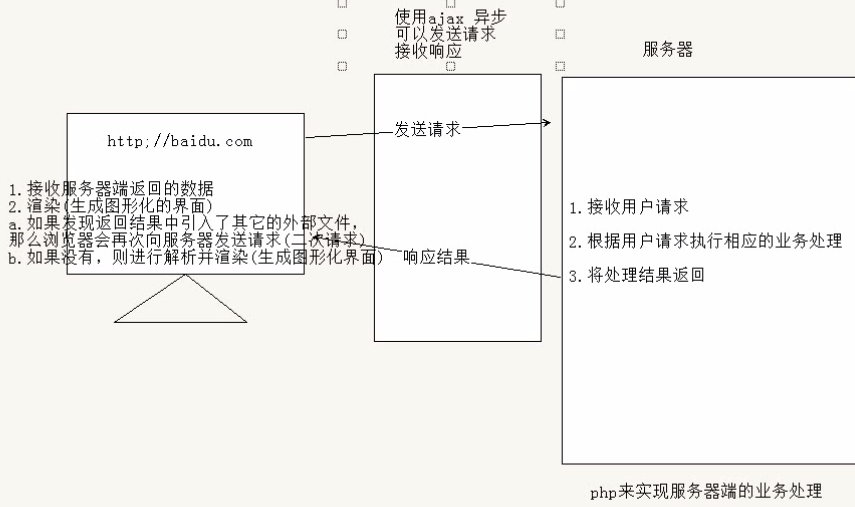 使用ajax 异步
可以发送请求
接收响应
服务器
http;//baidu.com
发送请求
1.接收服务器端返回的数据
2.渲染(生成图形化的界面)
a.如果发现返回结果中引入了其它的外部文件，
那么浏览器会再次向服务器发送请求(二次请求)
b.如果没有，则进行解析并渲染(生成图形化界面)
响应结果
1.接收用户请求
2.根据用户请求执行相应的业务处理
3.将处理结果返回
php来实现服务器端的业务处理